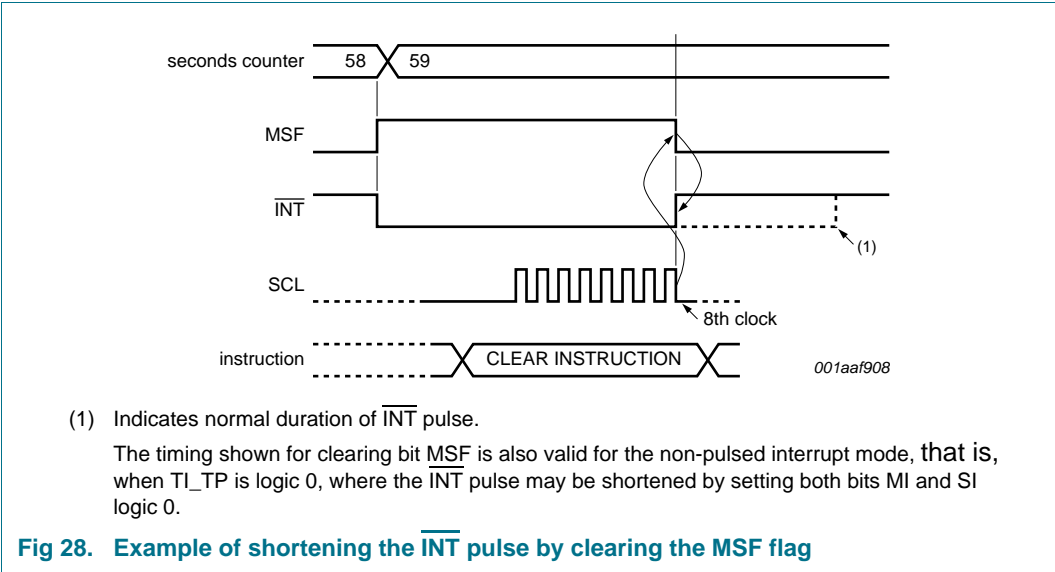 seconds counter 58 59
MSF
INT
(1)
SCL
8th clock
instruction CLEAR INSTRUCTION
001aaf908
(1) Indicates normal duration of INT pulse.
The timing shown for clearing bit MSF is also valid for the non-pulsed interrupt mode, that is,
when TI_TP is logic 0, where the INT pulse may be shortened by setting both bits MI and SI
logic 0.
Fig 28. Example of shortening the INT pulse by clearing the MSF flag